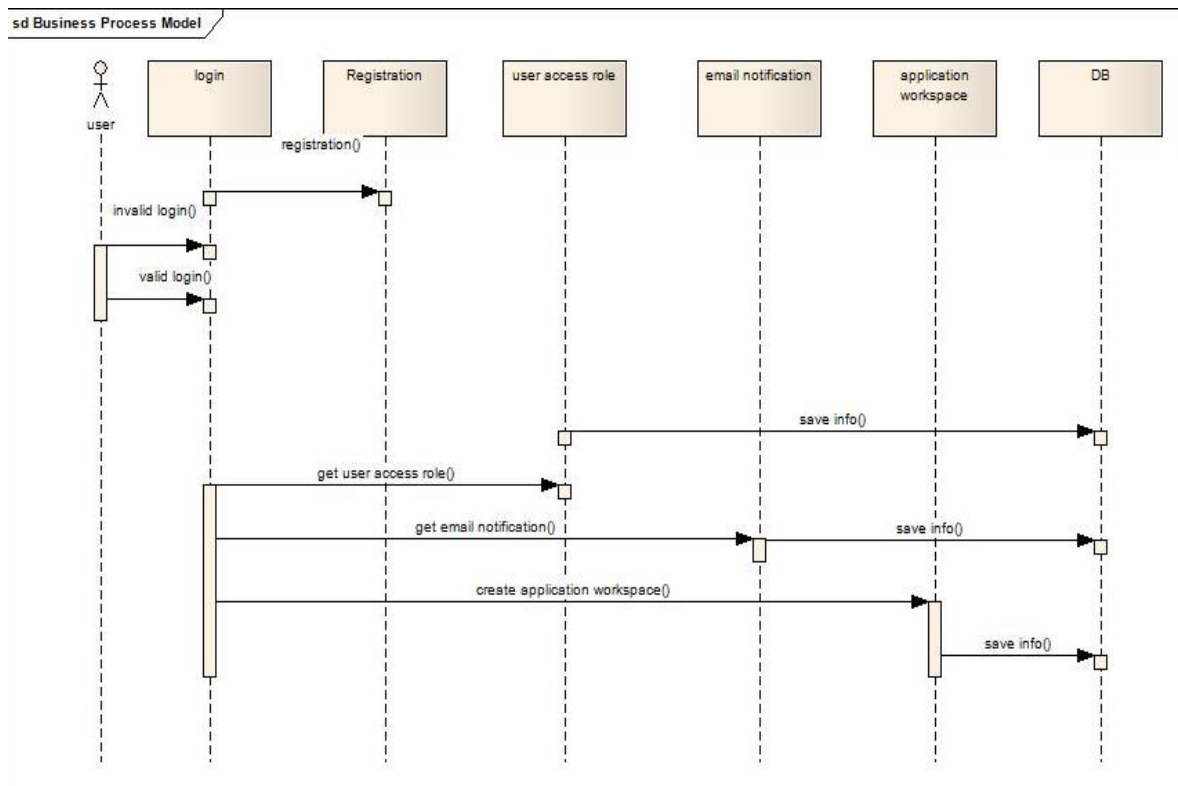 sd Business Process Model
user
login
Registration
user access role
email notification
application
workspace
DB
registration()
invalid login()
valid login()
save info()
get user access role()
get email notification()
save info()
create application workspace()
save info()